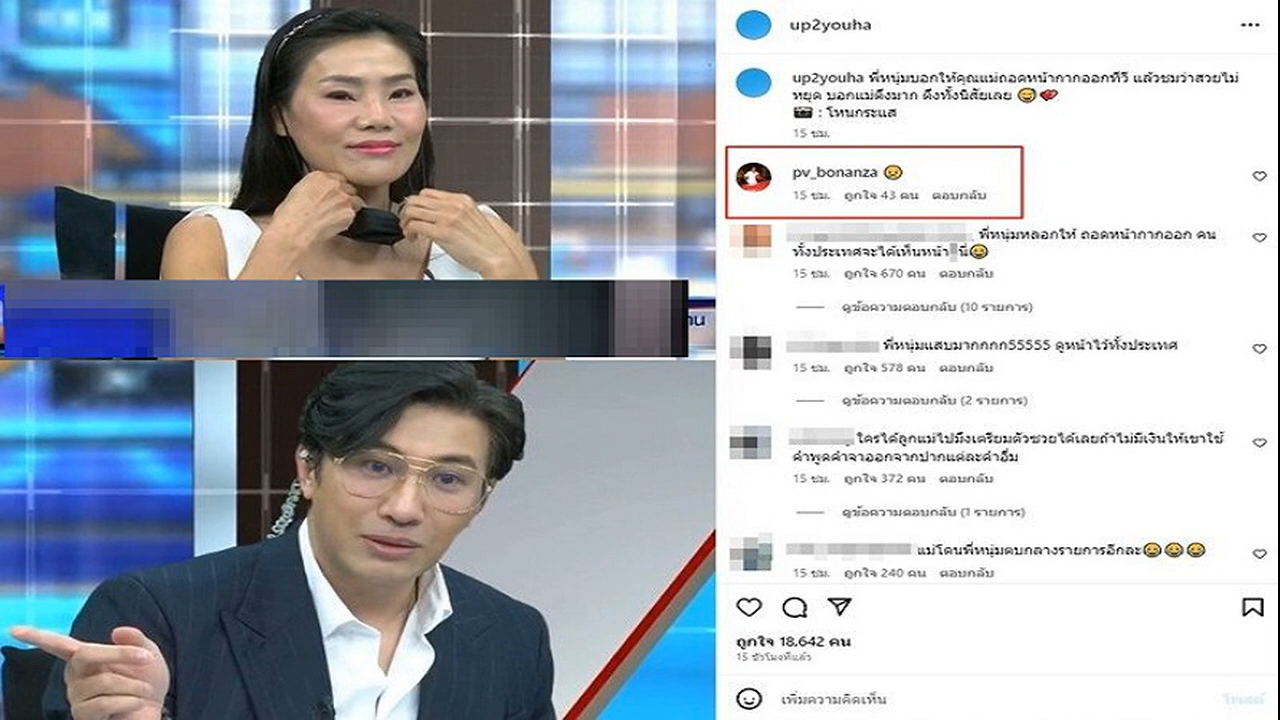 up2youha
up2youha พี่หนุ่มบอกให้คุณแม่ถอดหน้ากากออกทีวี แล้วชมว่าสวยไม่
หยุด บอกแม่ดึงมาก ดึงทั้งนิสัยเลย 😅💖
📷 : โหนกระแส
15 ชม.
pv_bonanza 😣
15 ชม. ถูกใจ 43 คน ตอบกลับ
พี่หนุ่มหลอกให้ ถอดหน้ากากออก คน
ทั้งประเทศจะได้เห็นหน้า นี่😂
15 ชม. ถูกใจ 670 คน ตอบกลับ
ดูข้อความตอบกลับ (10 รายการ)
พี่หนุ่มแสบมากกกก55555 ดูหน้าไว้ทั้งประเทศ
15 ชม. ถูกใจ 578 คน ตอบกลับ
ดูข้อความตอบกลับ (2 รายการ)
ใครได้ลูกแม่ไปมึงเตรียมตัวซวยได้เลยถ้าไม่มีเงินให้เขาใช้
คำพูดคำจาออกจากปากแต่ละคำอื้ม
15 ชม. ถูกใจ 372 คน ตอบกลับ
ดูข้อความตอบกลับ (1 รายการ)
แม่โดนพี่หนุ่มตบกลางรายการอีกละ😂😂😂
15 ชม. ถูกใจ 240 คน ตอบกลับ
ถูกใจ 18,642 คน
15 ชั่วโมงที่แล้ว
เพิ่มความคิดเห็น
โพสต์